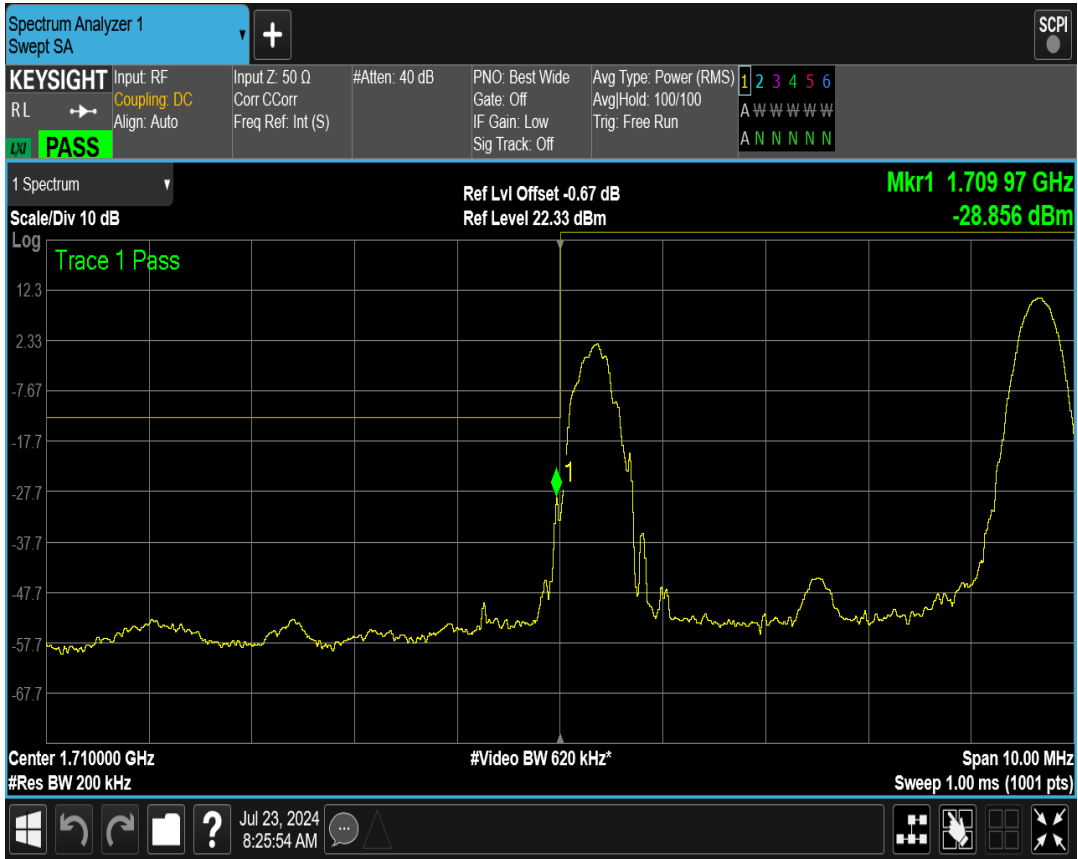 Spectrum Analyzer 1
Swept SA
+
SCPI
KEYSIGHT
R L
LXI PASS
Input: RF
Coupling: DC
Align: Auto
Input Z: 50 Ω
Corr CCorr
Freq Ref: Int (S)
#Atten: 40 dB
PNO: Best Wide
Gate: Off
IF Gain: Low
Sig Track: Off
Avg Type: Power (RMS)
Avg|Hold: 100/100
Trig: Free Run
1 2 3 4 5 6
A W W W W W
A N N N N N
1 Spectrum
Scale/Div 10 dB
Ref Lvl Offset -0.67 dB
Ref Level 22.33 dBm
Mkr1 1.709 97 GHz
-28.856 dBm
Log
Trace 1 Pass
12.3
2.33
-7.67
-17.7
1
-27.7
-37.7
-47.7
-57.7
-67.7
Center 1.710000 GHz
#Video BW 620 kHz*
Span 10.00 MHz
#Res BW 200 kHz
Sweep 1.00 ms (1001 pts)
?
Jul 23, 2024
8:25:54 AM